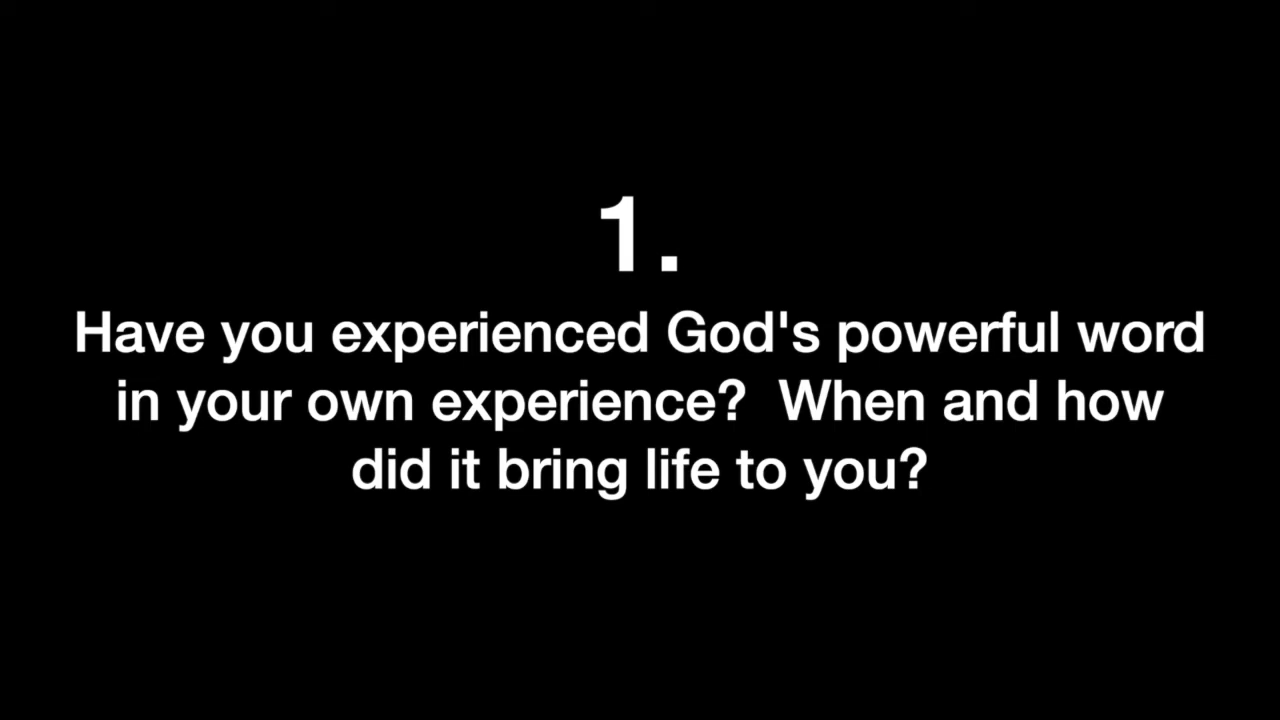 1.
Have you experienced God's powerful word
in your own experience?  When and how
did it bring life to you?